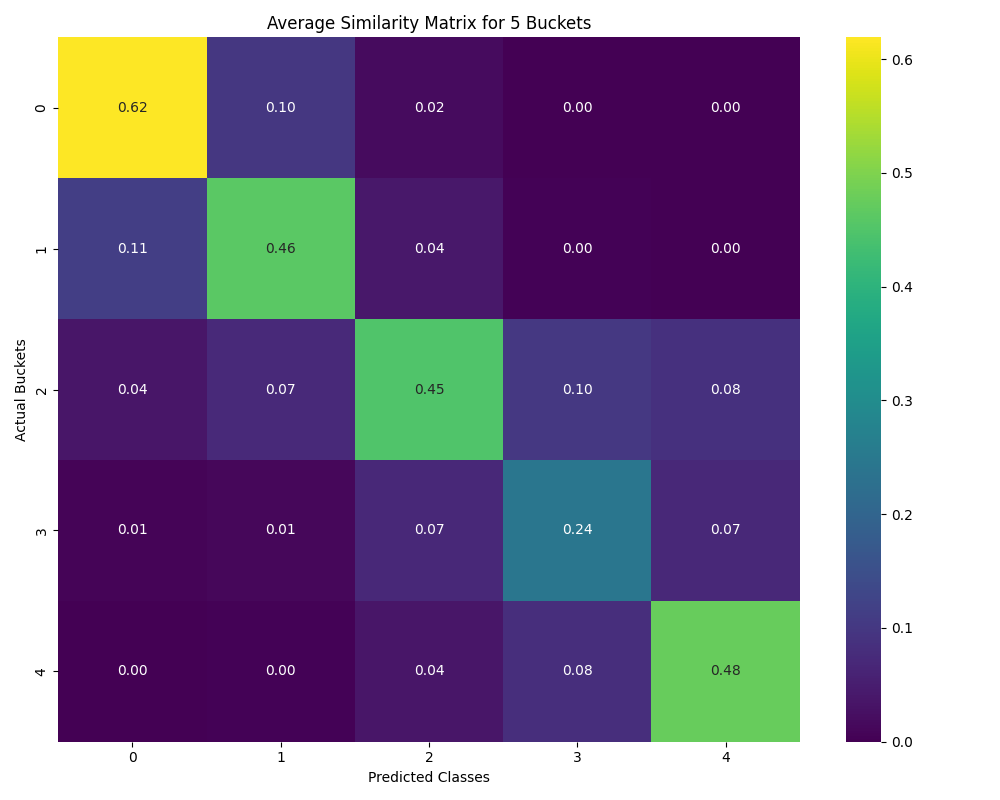 Average Similarity Matrix for 5 Buckets
0 0.62 0.10 0.02 0.00 0.00
1 0.11 0.46 0.04 0.00 0.00
2 0.04 0.07 0.45 0.10 0.08
3 0.01 0.01 0.07 0.24 0.07
4 0.00 0.00 0.04 0.08 0.48
0 1 2 3 4
Predicted Classes
Actual Buckets
0.6
0.5
0.4
0.3
0.2
0.1
0.0